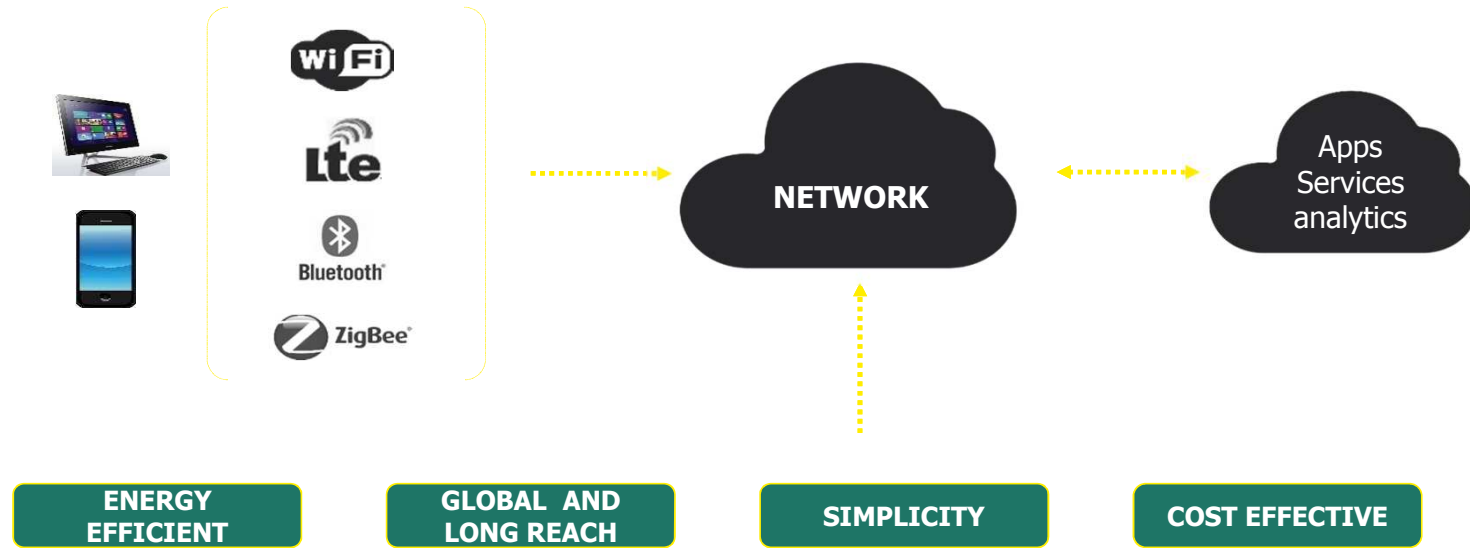 WiFi
Lte
Bluetooth®
ZigBee®
NETWORK
Apps
Services
analytics
ENERGY
EFFICIENT
GLOBAL AND
LONG REACH
SIMPLICITY
COST EFFECTIVE